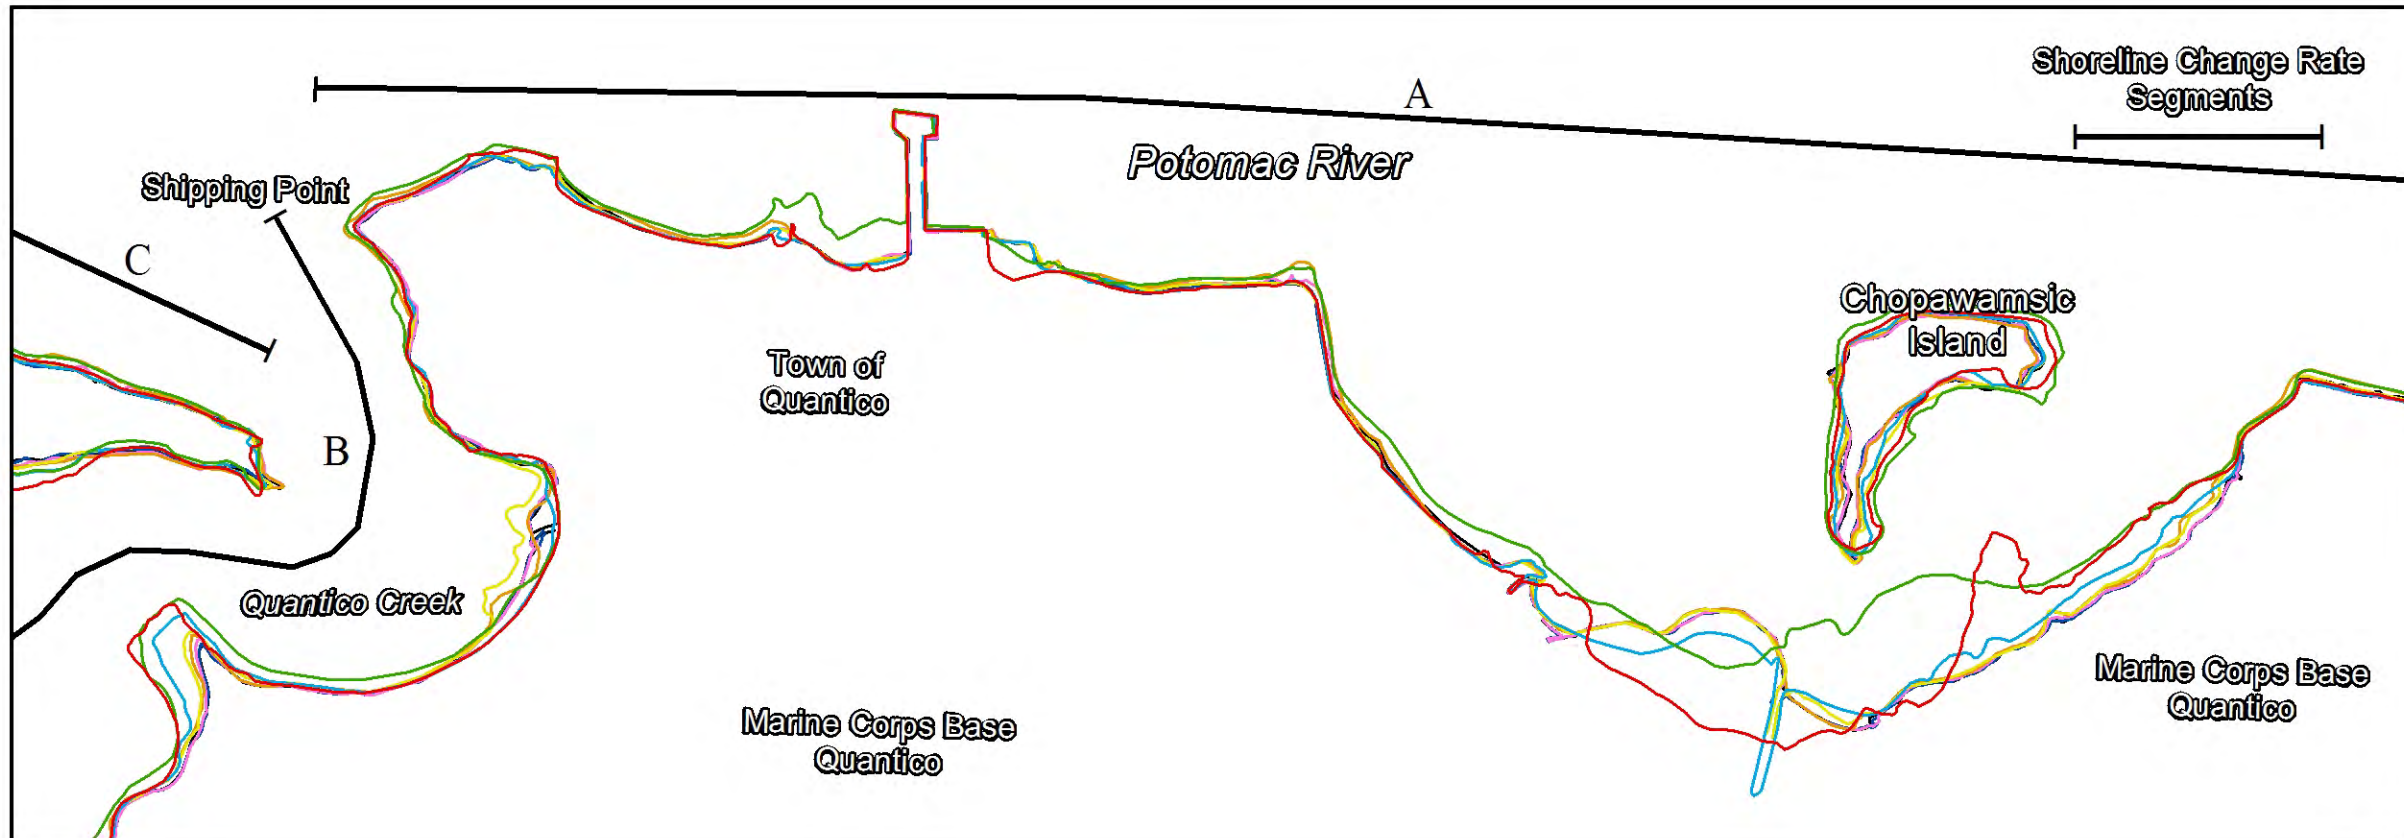 Shoreline Change Rate
Segments
A
Potomac River
Shipping Point
C
Chopawamsic
Island
Town of
Quantico
B
Quantico Creek
Marine Corps Base
Quantico
Marine Corps Base
Quantico